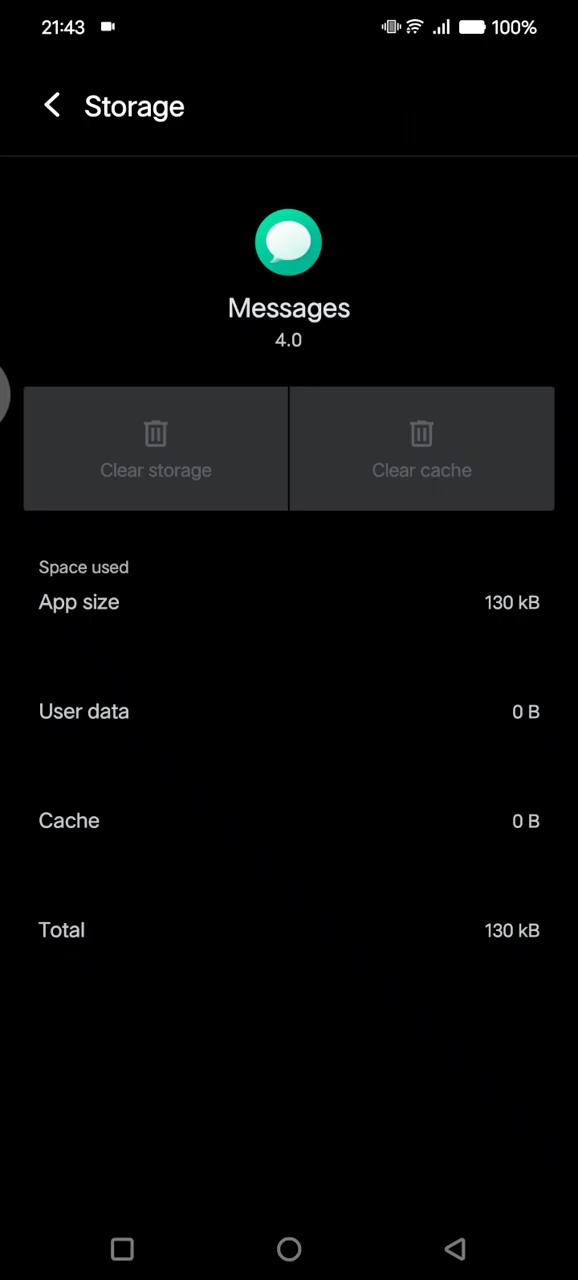 21:43 100%
Storage
Messages
4.0
Clear storage Clear cache
Space used
App size 130 kB
User data 0 B
Cache 0 B
Total 130 kB